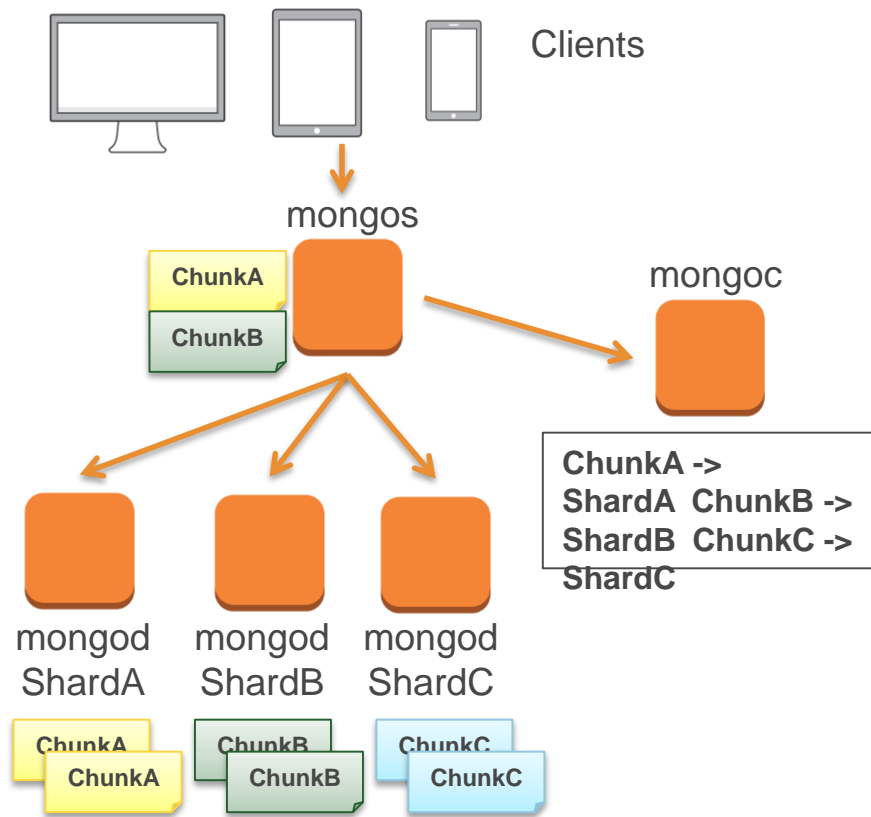 Clients
mongos
ChunkA
ChunkB
mongoc
ChunkA ->
ShardA ChunkB ->
ShardB ChunkC ->
ShardC
mongod
ShardA
mongod
ShardB
mongod
ShardC
ChunkA
ChunkA
ChunkB
ChunkB
ChunkC
ChunkC